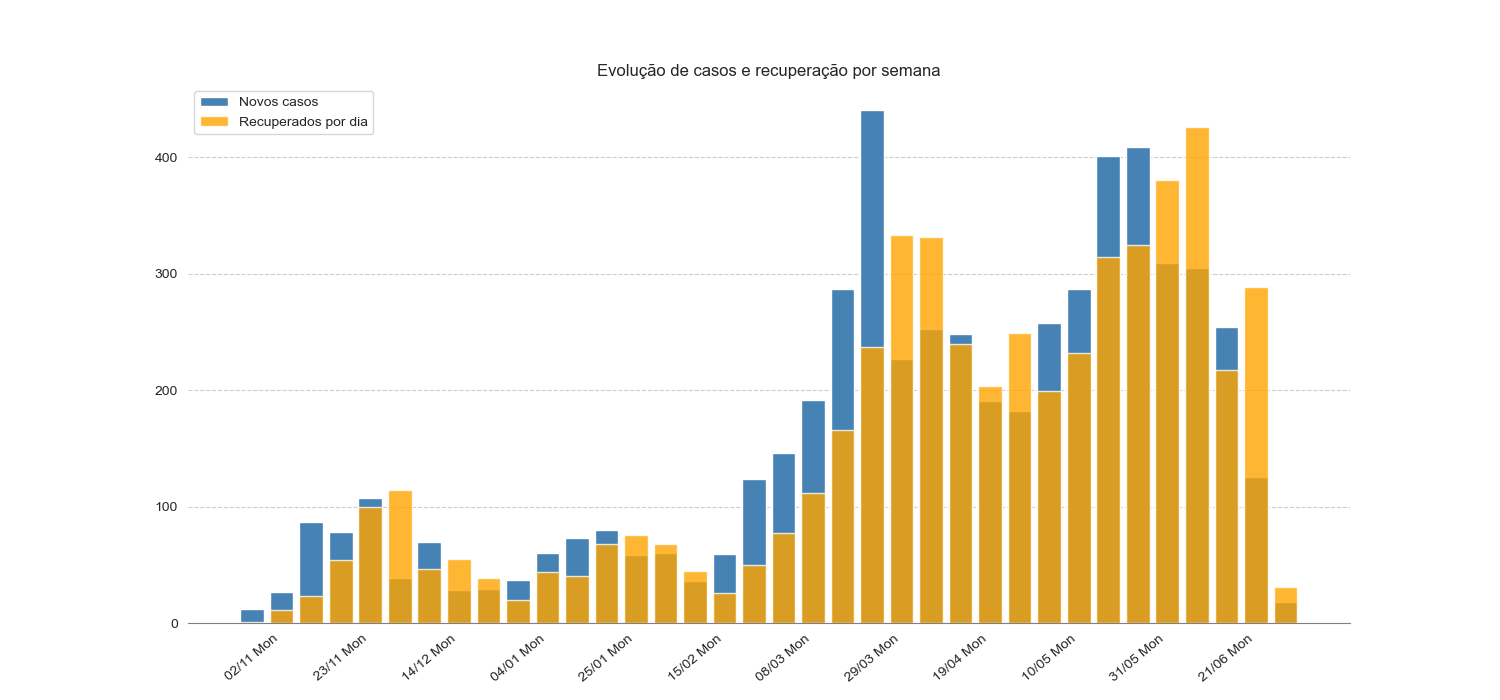 Evolução de casos e recuperação por semana
Novos casos
Recuperados por dia
400
300
200
100
0
02/11 Mon
23/11 Mon
14/12 Mon
04/01 Mon
25/01 Mon
15/02 Mon
08/03 Mon
29/03 Mon
19/04 Mon
10/05 Mon
31/05 Mon
21/06 Mon